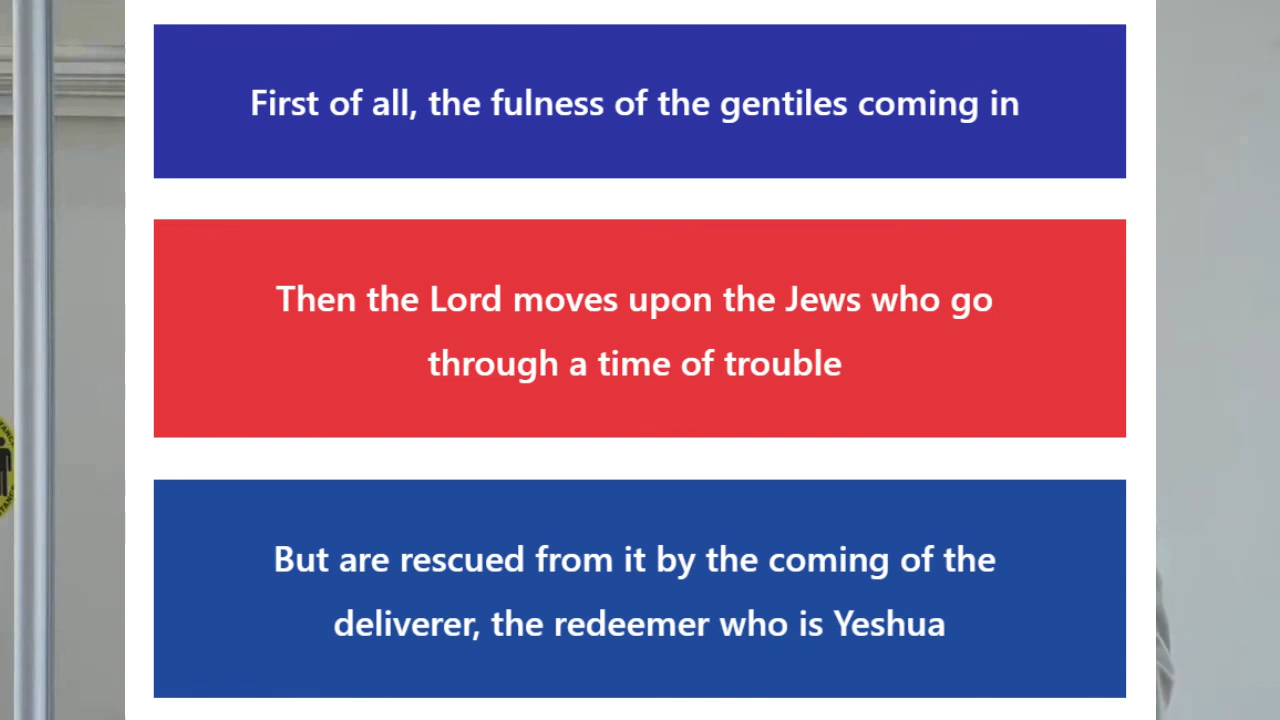 First of all, the fulness of the gentiles coming in
Then the Lord moves upon the Jews who go
through a time of trouble
But are rescued from it by the coming of the
deliverer, the redeemer who is Yeshua